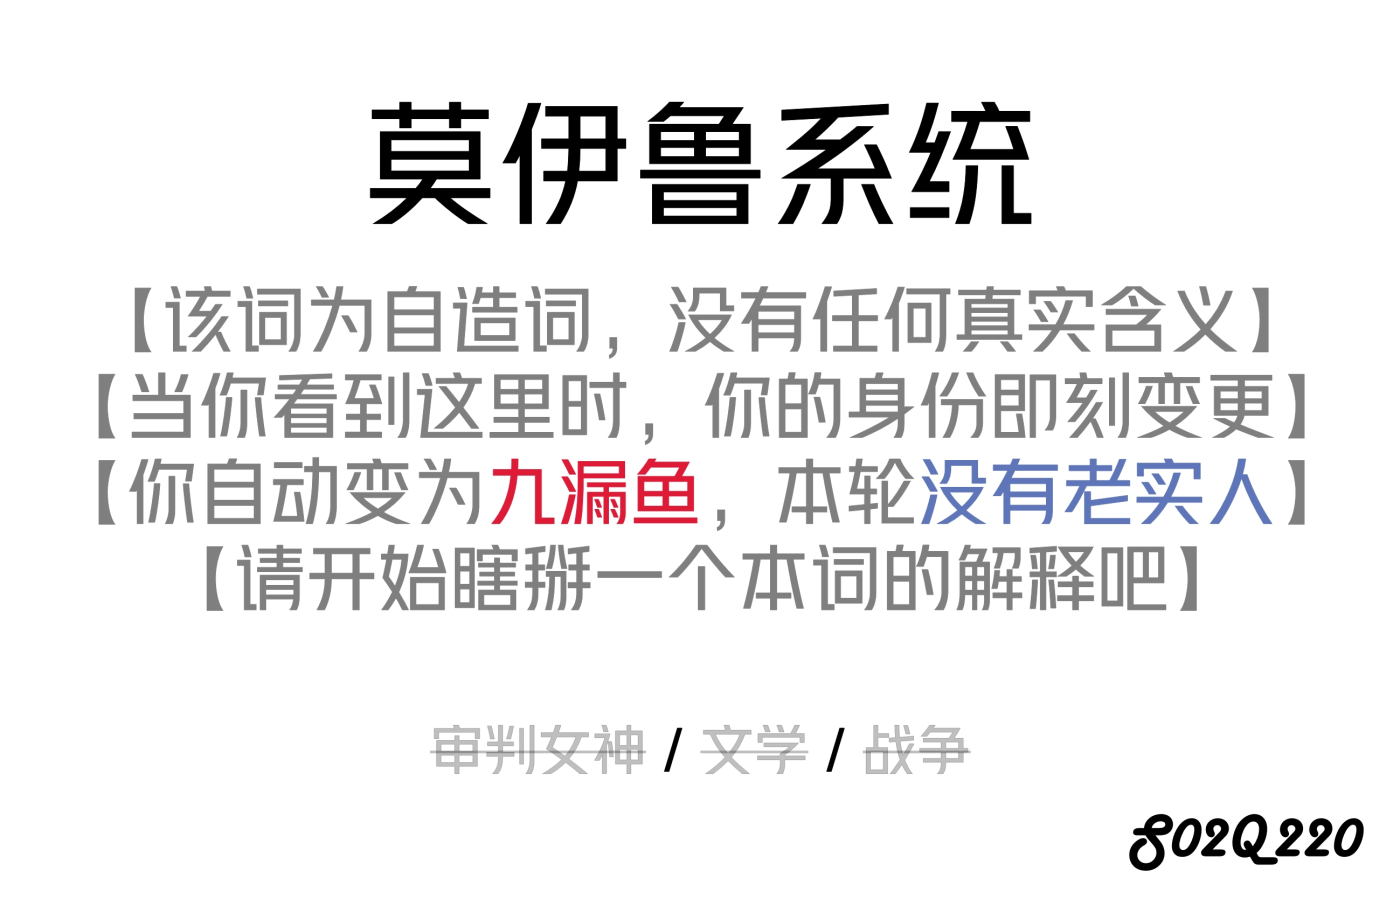 莫伊鲁系统
【该词为自造词，没有任何真实含义】
【当你看到这里时，你的身份即刻变更】
【你自动变为九漏鱼，本轮没有老实人】
【请开始瞎掰一个本词的解释吧】
审判女神 / 文学 / 战争
S02Q220